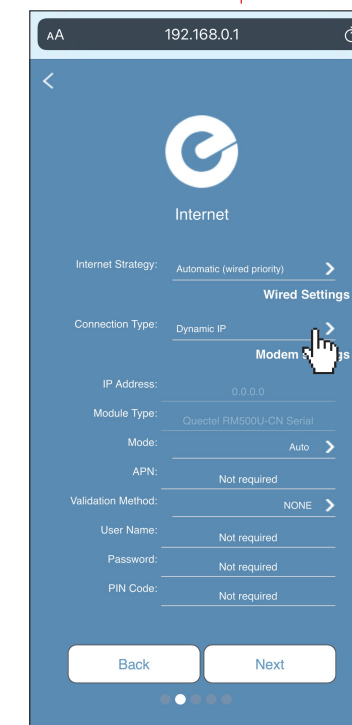 AA 192.168.0.1
Internet
Internet Strategy: Automatic (wired priority)
Wired Settings
Connection Type: Dynamic IP
Modem
IP Address: 0.0.0.0
Module Type: Quectel RM500U-CN Serial
Mode: Auto
APN: Not required
Validation Method: NONE
User Name: Not required
Password: Not required
PIN Code: Not required
Back Next